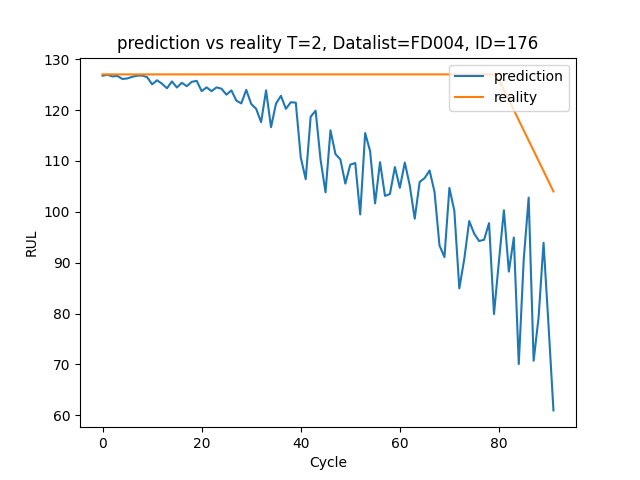 prediction vs reality T=2, Datalist=FD004, ID=176
prediction
reality
RUL
130
120
110
100
90
80
70
60
0 20 40 60 80
Cycle